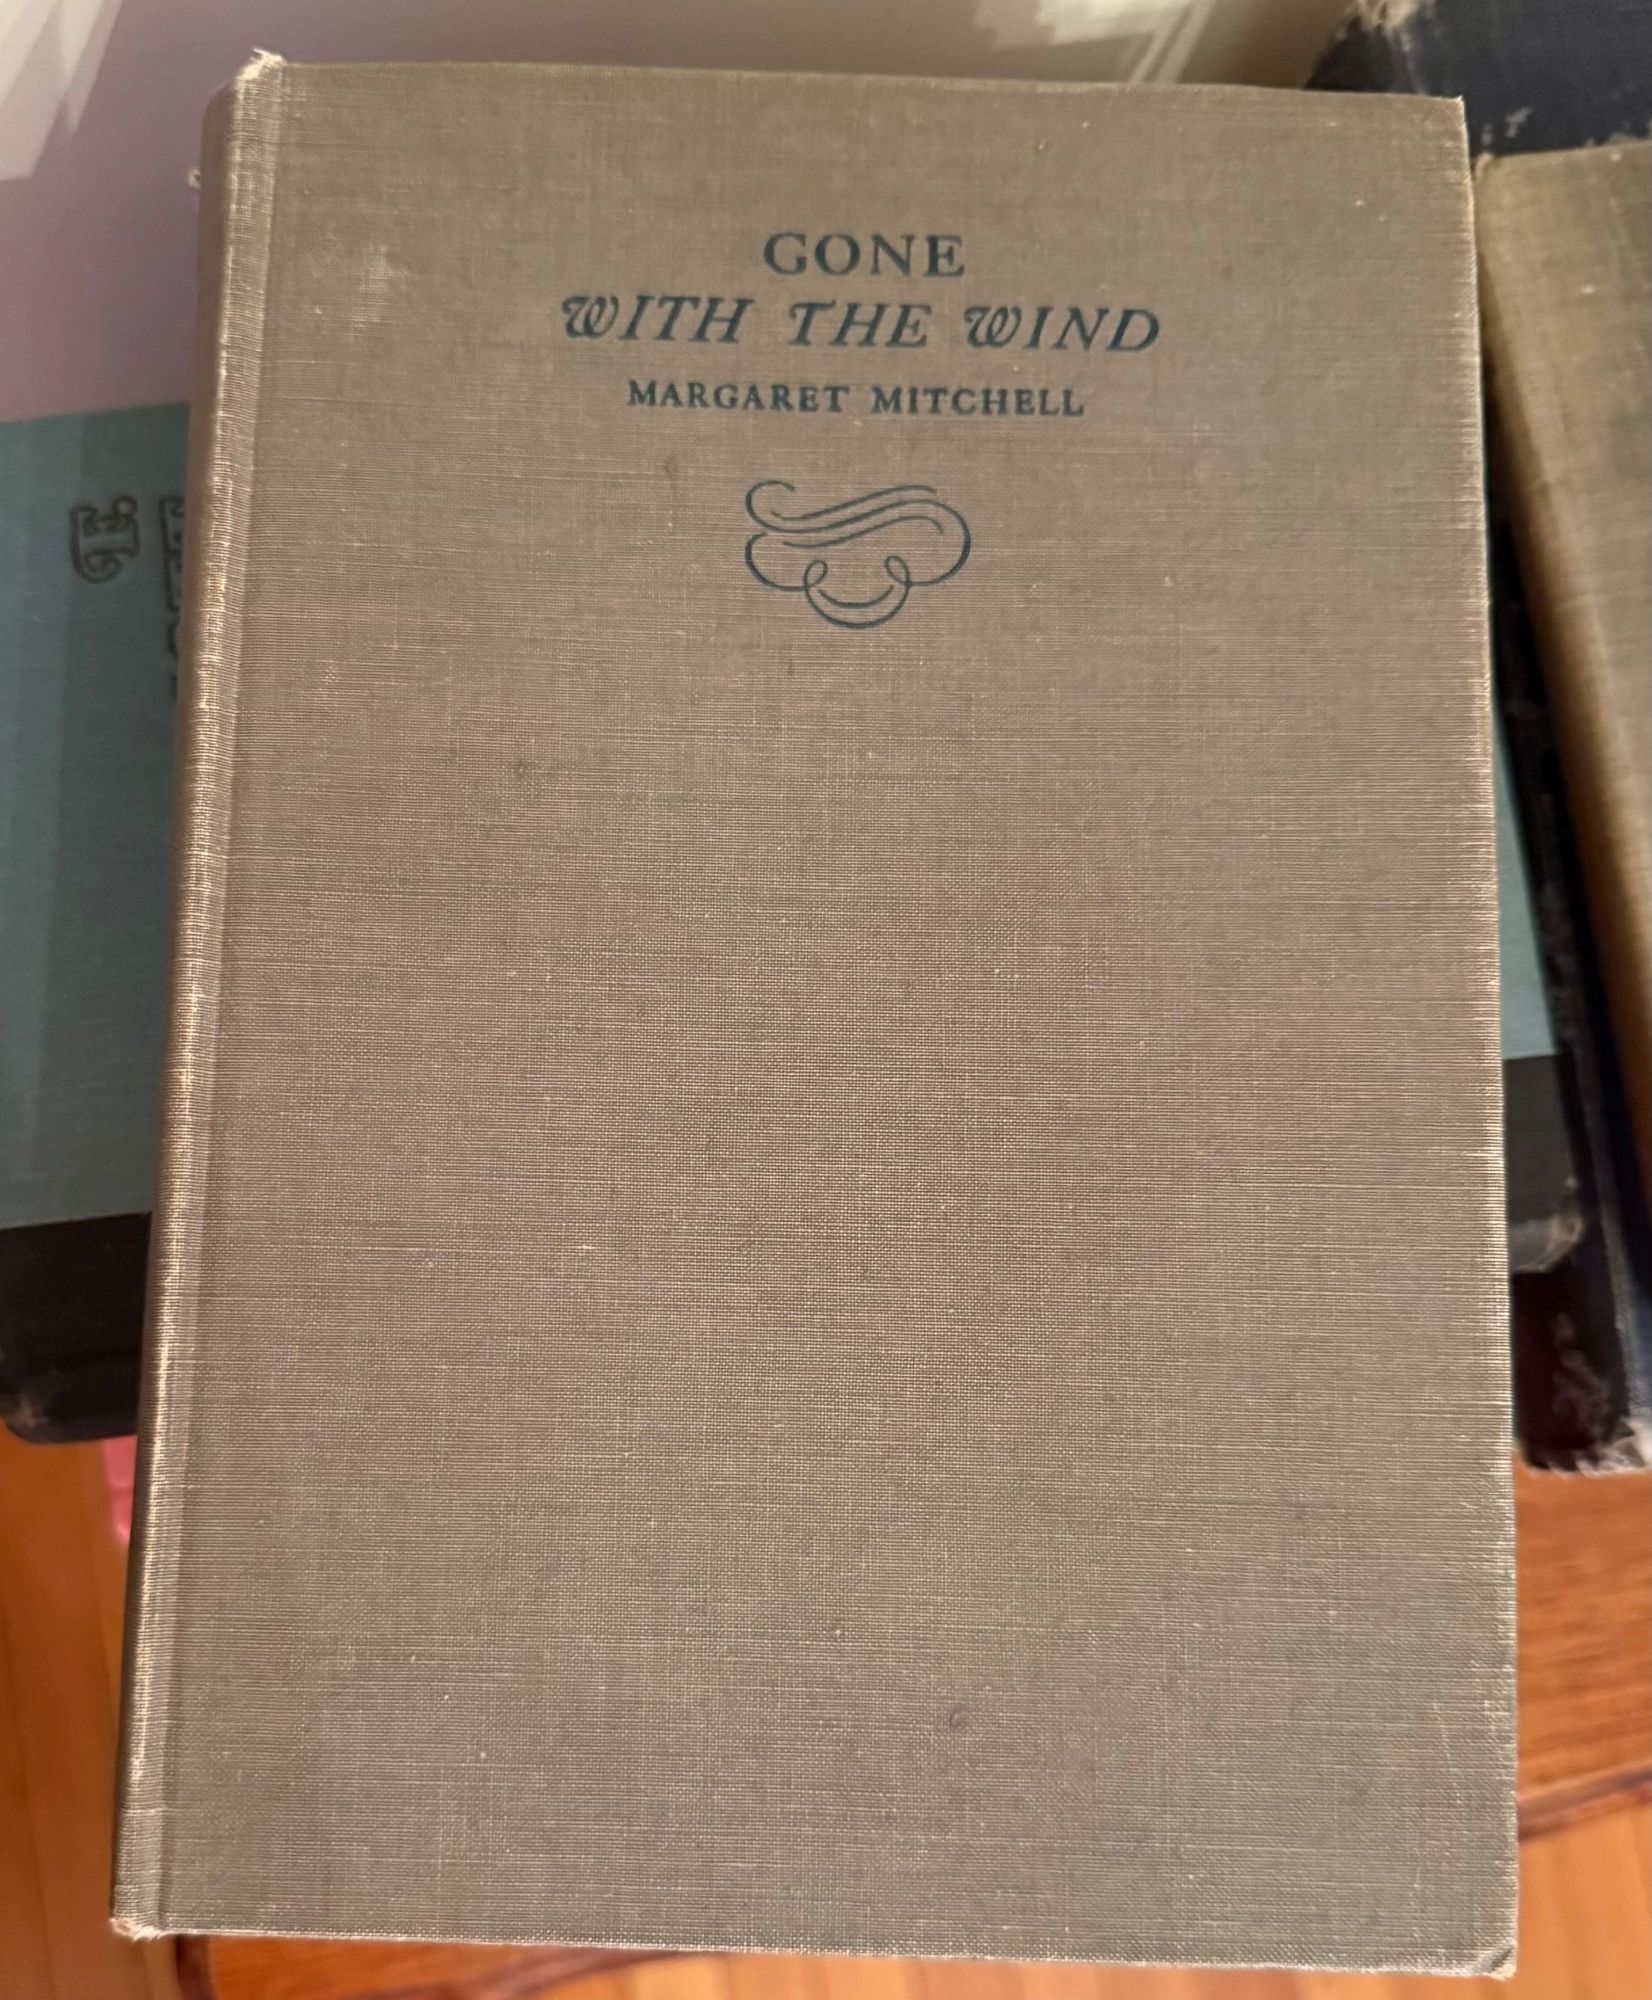 GONE
WITH THE WIND
MARGARET MITCHELL